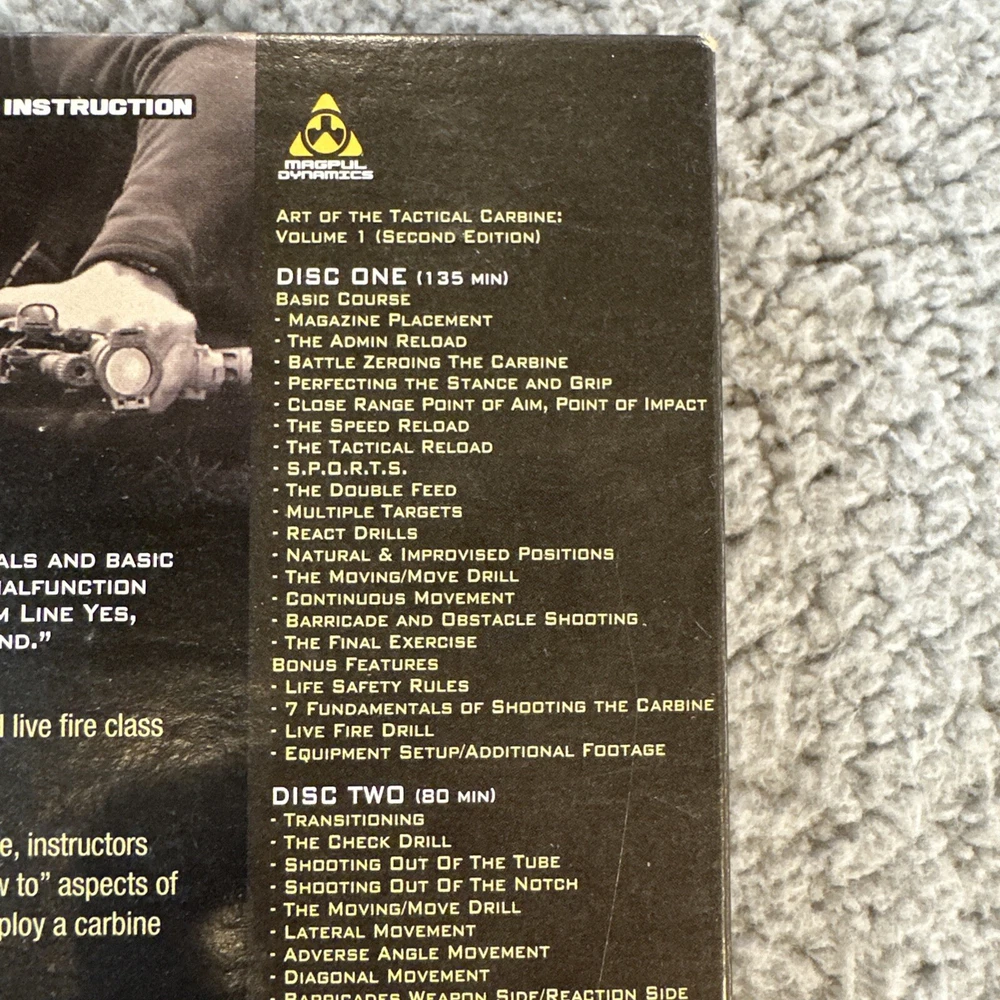 INSTRUCTION
MAGPUL
DYNAMICS
ART OF THE TACTICAL CARBINE:
VOLUME 1 (SECOND EDITION)
DISC ONE (135 MIN)
BASIC COURSE
- MAGAZINE PLACEMENT
- THE ADMIN RELOAD
- BATTLE ZEROING THE CARBINE
- PERFECTING THE STANCE AND GRIP
- CLOSE RANGE POINT OF AIM, POINT OF IMPACT
- THE SPEED RELOAD
- THE TACTICAL RELOAD
- S.P.O.R.T.S.
- THE DOUBLE FEED
- MULTIPLE TARGETS
- REACT DRILLS
- NATURAL & IMPROVISED POSITIONS
- THE MOVING/MOVE DRILL
- CONTINUOUS MOVEMENT
- BARRICADE AND OBSTACLE SHOOTING
- THE FINAL EXERCISE
BONUS FEATURES
- LIFE SAFETY RULES
- 7 FUNDAMENTALS OF SHOOTING THE CARBINE
- LIVE FIRE DRILL
- EQUIPMENT SETUP/ADDITIONAL FOOTAGE
DISC TWO (80 MIN)
- TRANSITIONING
- THE CHECK DRILL
- SHOOTING OUT OF THE TUBE
- SHOOTING OUT OF THE NOTCH
- THE MOVING/MOVE DRILL
- LATERAL MOVEMENT
- ADVERSE ANGLE MOVEMENT
- DIAGONAL MOVEMENT
- BARRICADES WEAPON SIDE/REACTION SIDE
ALS AND BASIC
ALFUNCTION
M LINE YES,
ND."
live fire class
e, instructors
w to" aspects of
ploy a carbine